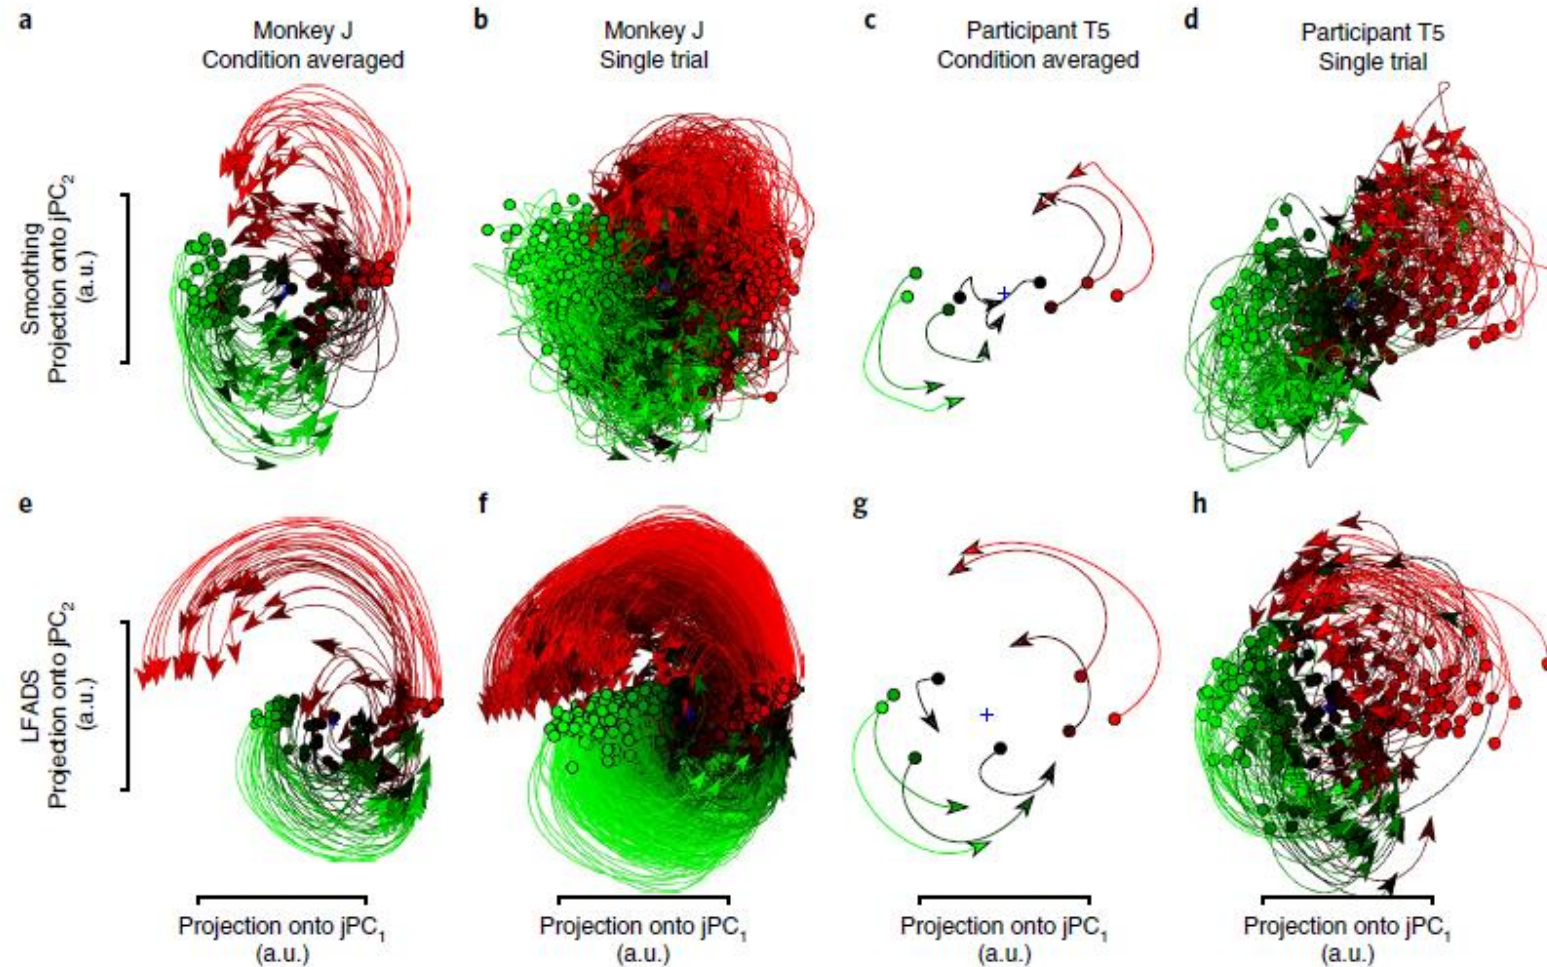 a
Monkey J
Condition averaged
b
Monkey J
Single trial
c
Participant T5
Condition averaged
d
Participant T5
Single trial
Smoothing
Projection onto jPC₂
(a.u.)
e
f
g
h
LFADS
Projection onto jPC₂
(a.u.)
Projection onto jPC₁
(a.u.)
Projection onto jPC₁
(a.u.)
Projection onto jPC₁
(a.u.)
Projection onto jPC₁
(a.u.)